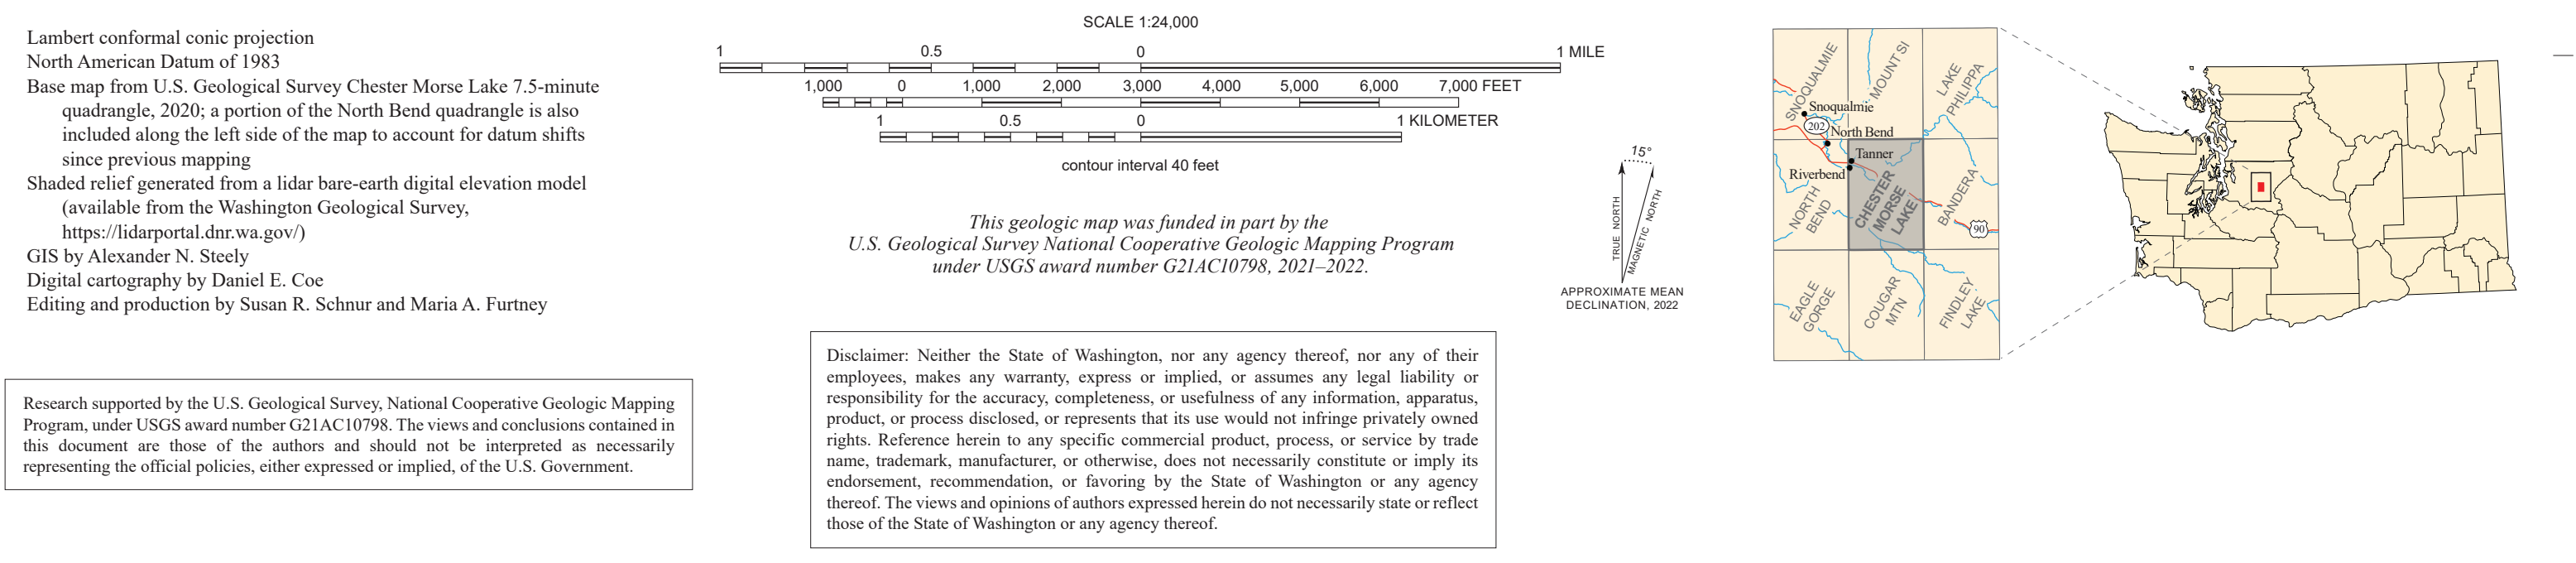 Lambert conformal conic projection
North American Datum of 1983
Base map from U.S. Geological Survey Chester Morse Lake 7.5-minute
quadrangle, 2020; a portion of the North Bend quadrangle is also
included along the left side of the map to account for datum shifts
since previous mapping
Shaded relief generated from a lidar bare-earth digital elevation model
(available from the Washington Geological Survey,
https://lidarportal.dnr.wa.gov/)
GIS by Alexander N. Steely
Digital cartography by Daniel E. Coe
Editing and production by Susan R. Schnur and Maria A. Furtney
Research supported by the U.S. Geological Survey, National Cooperative Geologic Mapping
Program, under USGS award number G21AC10798. The views and conclusions contained in
this document are those of the authors and should not be interpreted as necessarily
representing the official policies, either expressed or implied, of the U.S. Government.
SCALE 1:24,000
1 0.5 0 1 MILE
1,000 0 1,000 2,000 3,000 4,000 5,000 6,000 7,000 FEET
1 0.5 0 1 KILOMETER
contour interval 40 feet
This geologic map was funded in part by the
U.S. Geological Survey National Cooperative Geologic Mapping Program
under USGS award number G21AC10798, 2021–2022.
Disclaimer: Neither the State of Washington, nor any agency thereof, nor any of their
employees, makes any warranty, express or implied, or assumes any legal liability or
responsibility for the accuracy, completeness, or usefulness of any information, apparatus,
product, or process disclosed, or represents that its use would not infringe privately owned
rights. Reference herein to any specific commercial product, process, or service by trade
name, trademark, manufacturer, or otherwise, does not necessarily constitute or imply its
endorsement, recommendation, or favoring by the State of Washington or any agency
thereof. The views and opinions of authors expressed herein do not necessarily state or reflect
those of the State of Washington or any agency thereof.
15°
TRUE NORTH
MAGNETIC NORTH
APPROXIMATE MEAN
DECLINATION, 2022
SNOQUALMIE
MOUNT SI
LAKE
PHILIPPA
Snoqualmie
202
North Bend
Tanner
Riverbend
NORTH
BEND
CHESTER
MORSE
LAKE
BANDERA
90
EAGLE
GORGE
COUGAR
MTN
FINDLEY
LAKE